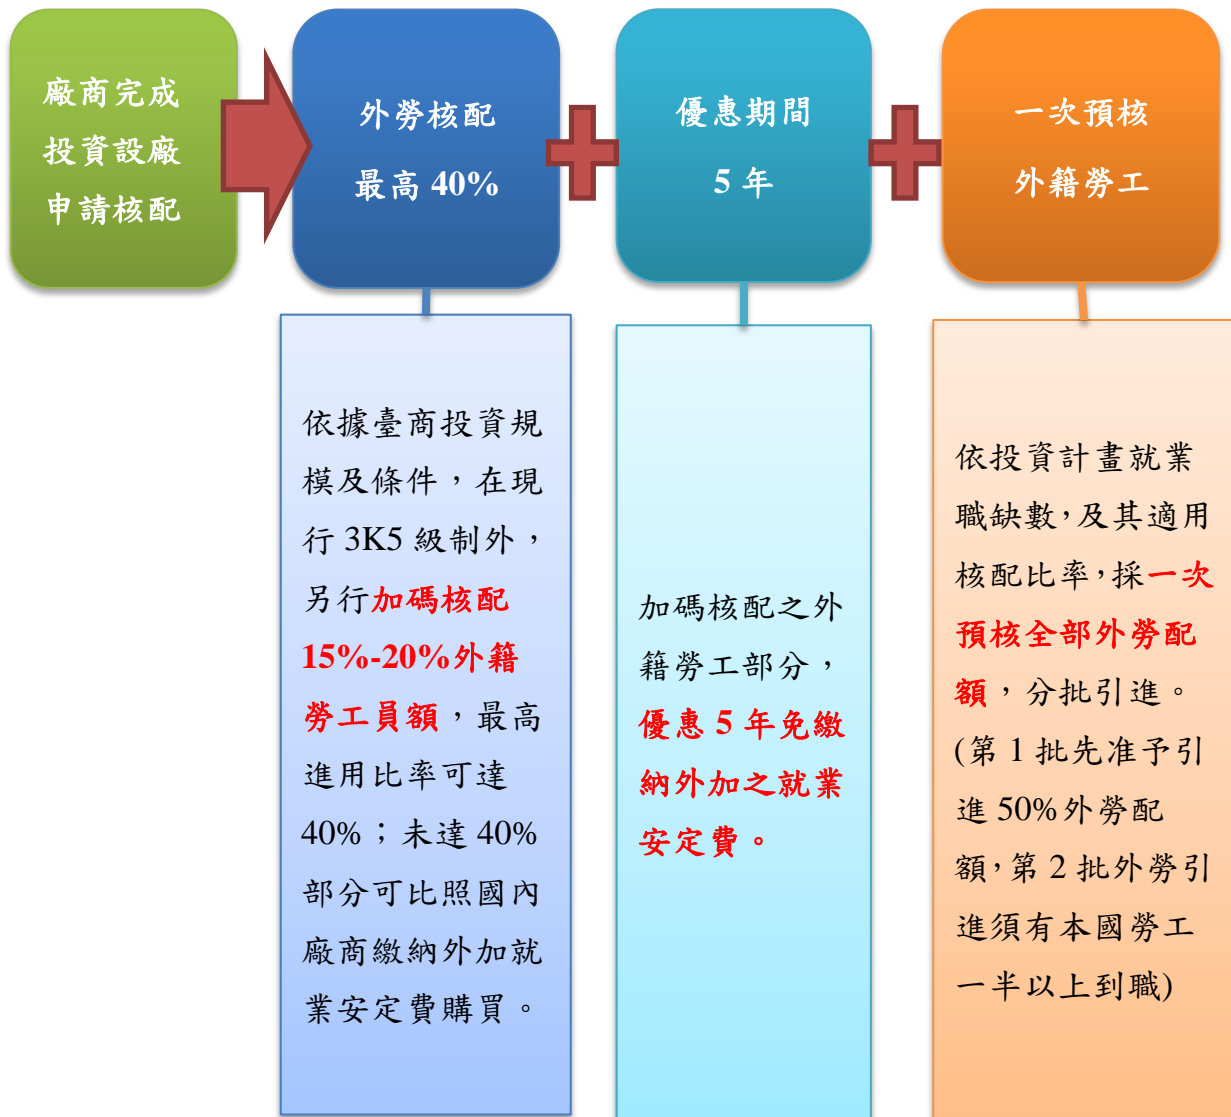 廠商完成
投資設廠
申請核配
外勞核配
最高 40%
優惠期間
5 年
一次預核
外籍勞工
依據臺商投資規
模及條件，在現
行 3K5 級制外，
另行加碼核配
15%-20%外籍
勞工員額，最高
進用比率可達
40%；未達 40%
部分可比照國內
廠商繳納外加就
業安定費購買。
加碼核配之外
籍勞工部分，
優惠 5 年免繳
納外加之就業
安定費。
依投資計畫就業
職缺數，及其適用
核配比率，採一次
預核全部外勞配
額，分批引進。
(第 1 批先准予引
進 50%外勞配
額，第 2 批外勞引
進須有本國勞工
一半以上到職)